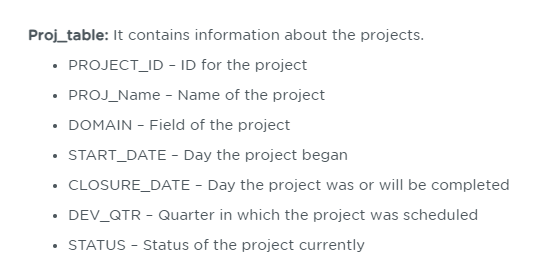 Proj_table: It contains information about the projects.
• PROJECT_ID – ID for the project
• PROJ_Name – Name of the project
• DOMAIN – Field of the project
• START_DATE – Day the project began
• CLOSURE_DATE – Day the project was or will be completed
• DEV_QTR – Quarter in which the project was scheduled
• STATUS – Status of the project currently